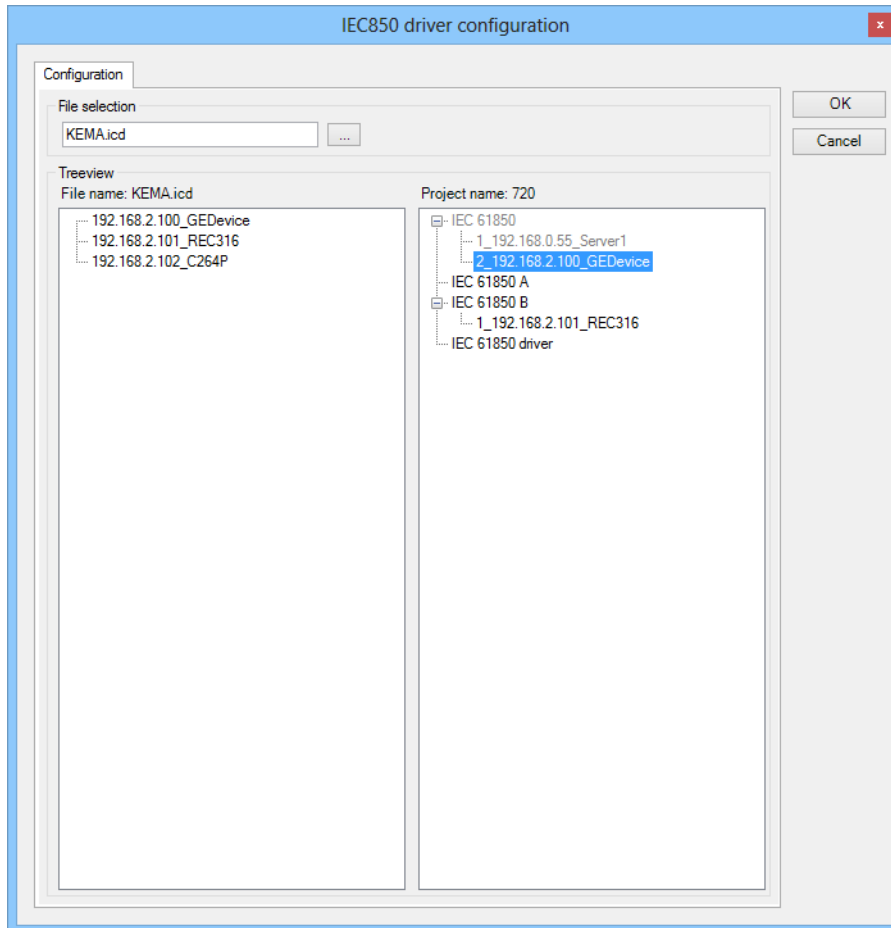 IEC850 driver configuration
x
Configuration
File selection
KEMA.icd
...
OK
Cancel
Treeview
File name: KEMA.icd
192.168.2.100_GEDevice
192.168.2.101_REC316
192.168.2.102_C264P
Project name: 720
IEC 61850
1_192.168.0.55_Server1
2_192.168.2.100_GEDevice
IEC 61850 A
IEC 61850 B
1_192.168.2.101_REC316
IEC 61850 driver